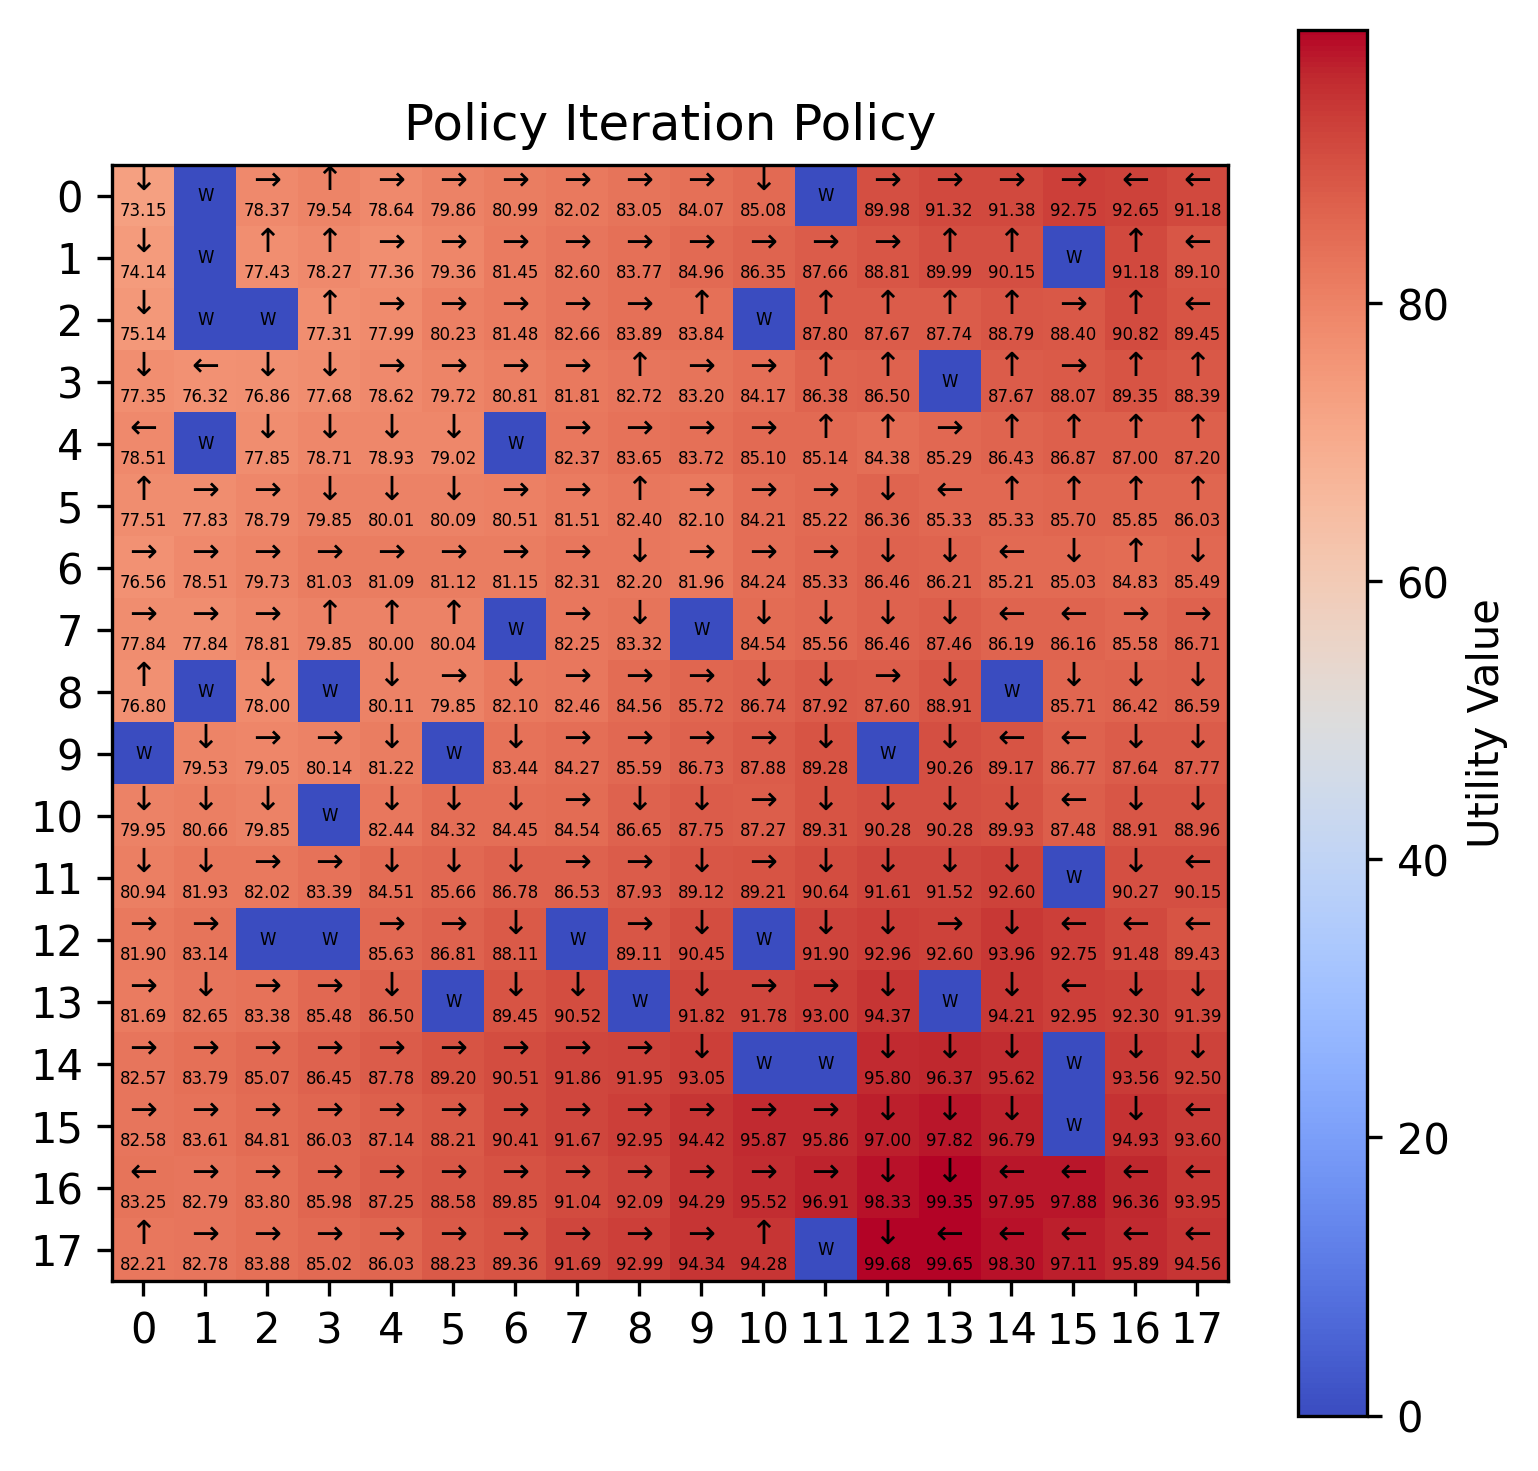 Policy Iteration Policy
0 ↓ W → ↑ → → → → → → ↓ W → → → → ← ←
73.15 78.37 79.54 78.64 79.86 80.99 82.02 83.05 84.07 85.08 89.98 91.32 91.38 92.75 92.65 91.18
1 ↓ W ↑ ↑ → → → → → → → → → ↑ ↑ W ↑ ←
74.14 77.43 78.27 77.36 79.36 81.45 82.60 83.77 84.96 86.35 87.66 88.81 89.99 90.15 91.18 89.10
2 ↓ W W ↑ → → → → → ↑ W ↑ ↑ ↑ ↑ → ↑ ←
75.14 77.31 77.99 80.23 81.48 82.66 83.89 83.84 87.80 87.67 87.74 88.79 88.40 90.82 89.45
3 ↓ ← ↓ ↓ → → → → ↑ → → ↑ ↑ W ↑ → ↑ ↑
77.35 76.32 76.86 77.68 78.62 79.72 80.81 81.81 82.72 83.20 84.17 86.38 86.50 87.67 88.07 89.35 88.39
4 ← W ↓ ↓ ↓ ↓ W → → → → ↑ ↑ → ↑ ↑ ↑ ↑
78.51 77.85 78.71 78.93 79.02 82.37 83.65 83.72 85.10 85.14 84.38 85.29 86.43 86.87 87.00 87.20
5 ↑ → → ↓ ↓ ↓ → → ↑ → → → ↓ ← ↑ ↑ ↑ ↑
77.51 77.83 78.79 79.85 80.01 80.09 80.51 81.51 82.40 82.10 84.21 85.22 86.36 85.33 85.33 85.70 85.85 86.03
6 → → → → → → → → ↓ → → → ↓ ↓ ← ↓ ↑ ↓
76.56 78.51 79.73 81.03 81.09 81.12 81.15 82.31 82.20 81.96 84.24 85.33 86.46 86.21 85.21 85.03 84.83 85.49
7 → → → ↑ ↑ ↑ W → ↓ W ↓ ↓ ↓ ↓ ← ← → →
77.84 77.84 78.81 79.85 80.00 80.04 82.25 83.32 84.54 85.56 86.46 87.46 86.19 86.16 85.58 86.71
8 ↑ W ↓ W ↓ → ↓ → → → ↓ ↓ → ↓ W ↓ ↓ ↓
76.80 78.00 80.11 79.85 82.10 82.46 84.56 85.72 86.74 87.92 87.60 88.91 85.71 86.42 86.59
9 W ↓ → → ↓ W ↓ → → → → ↓ W ↓ ← ← ↓ ↓
79.53 79.05 80.14 81.22 83.44 84.27 85.59 86.73 87.88 89.28 90.26 89.17 86.77 87.64 87.77
10 ↓ ↓ ↓ W ↓ ↓ ↓ → ↓ ↓ → ↓ ↓ ↓ ↓ ← ↓ ↓
79.95 80.66 79.85 82.44 84.32 84.45 84.54 86.65 87.75 87.27 89.31 90.28 90.28 89.93 87.48 88.91 88.96
11 ↓ ↓ → → ↓ ↓ ↓ → → ↓ → ↓ ↓ ↓ ↓ W ↓ ←
80.94 81.93 82.02 83.39 84.51 85.66 86.78 86.53 87.93 89.12 89.21 90.64 91.61 91.52 92.60 90.27 90.15
12 → → W W → → ↓ W → ↓ W ↓ ↓ → ↓ ← ← ←
81.90 83.14 85.63 86.81 88.11 89.11 90.45 91.90 92.96 92.60 93.96 92.75 91.48 89.43
13 → ↓ → → ↓ W ↓ ↓ W ↓ → → ↓ W ↓ ← ↓ ↓
81.69 82.65 83.38 85.48 86.50 89.45 90.52 91.82 91.78 93.00 94.37 94.21 92.95 92.30 91.39
14 → → → → → → → → → ↓ W W ↓ ↓ ↓ W ↓ ↓
82.57 83.79 85.07 86.45 87.78 89.20 90.51 91.86 91.95 93.05 95.80 96.37 95.62 93.56 92.50
15 → → → → → → → → → → → → ↓ ↓ ↓ W ↓ ←
82.58 83.61 84.81 86.03 87.14 88.21 90.41 91.67 92.95 94.42 95.87 95.86 97.00 97.82 96.79 94.93 93.60
16 ← → → → → → → → → → → → ↓ ↓ ← ← ← ←
83.25 82.79 83.80 85.98 87.25 88.58 89.85 91.04 92.09 94.29 95.52 96.91 98.33 99.35 97.95 97.88 96.36 93.95
17 ↑ → → → → → → → → → ↑ W ↓ ← ← ← ← ←
82.21 82.78 83.88 85.02 86.03 88.23 89.36 91.69 92.99 94.34 94.28 99.68 99.65 98.30 97.11 95.89 94.56
0 1 2 3 4 5 6 7 8 9 10 11 12 13 14 15 16 17
80
60
40
20
0
Utility Value